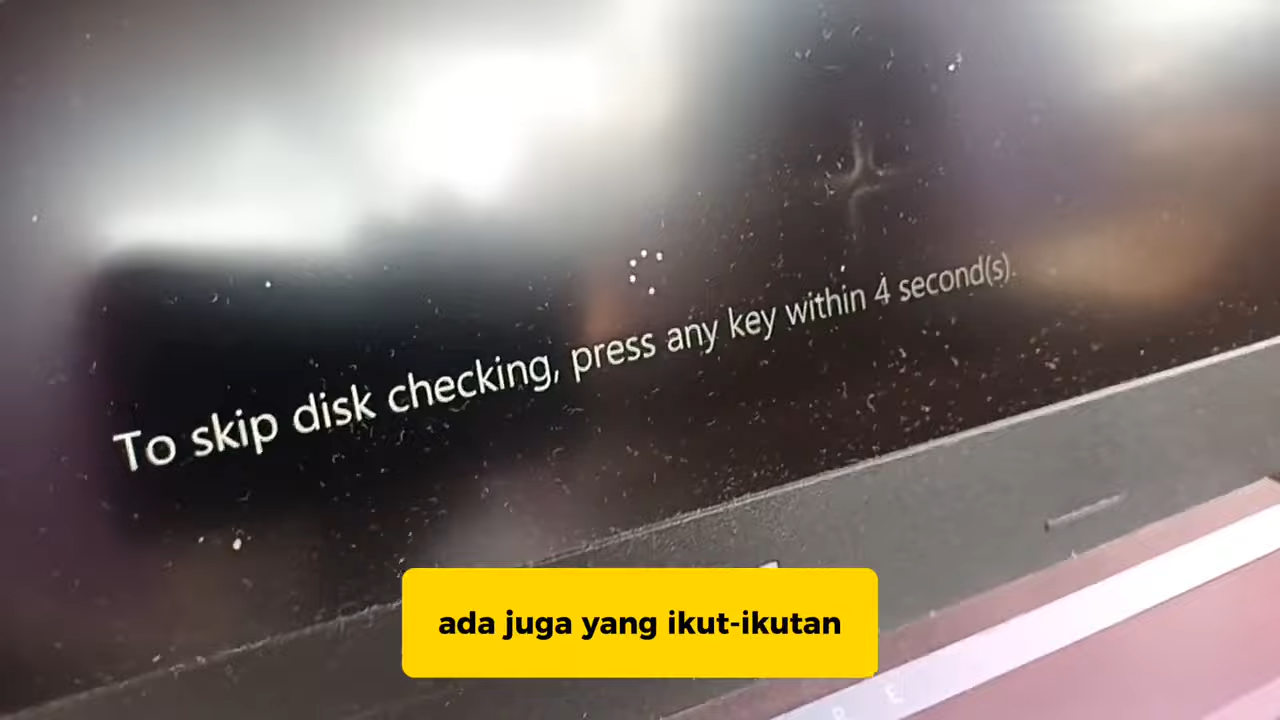 To skip disk checking, press any key within 4 second(s).
ada juga yang ikut-ikutan